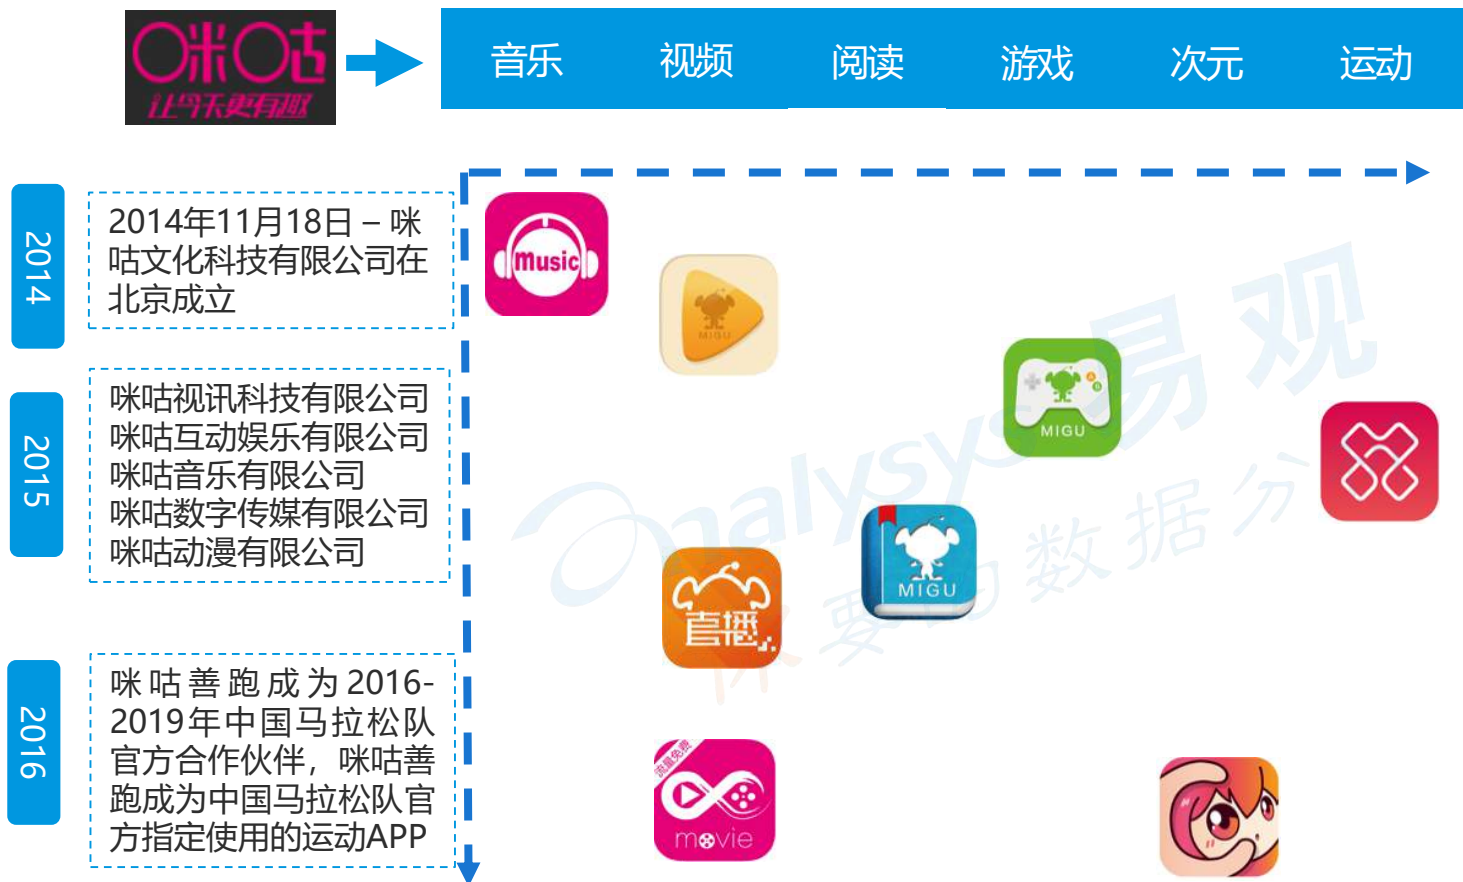 咪咕
让今天更有趣
音乐 视频 阅读 游戏 次元 运动
2014
2014年11月18日 – 咪
咕文化科技有限公司在
北京成立
music
MIGU
MIGU
2015
咪咕视讯科技有限公司
咪咕互动娱乐有限公司
咪咕音乐有限公司
咪咕数字传媒有限公司
咪咕动漫有限公司
MIGU
直播
2016
咪咕善跑成为2016-
2019年中国马拉松队
官方合作伙伴，咪咕善
跑成为中国马拉松队官
方指定使用的运动APP
流量免费
movie
A
B
analysys 易观
你要的数据分